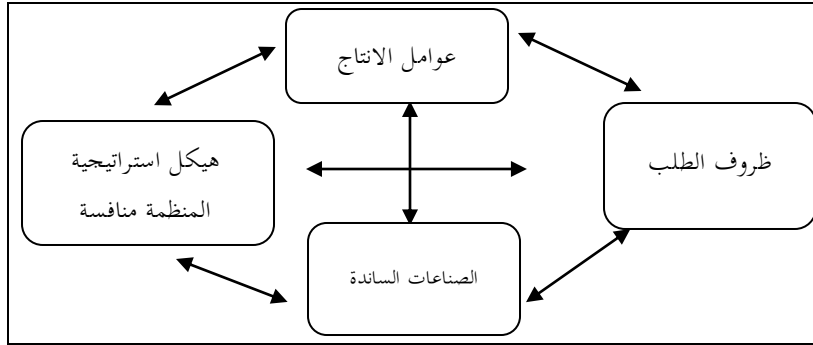 عوامل الانتاج
ظروف الطلب
هيكل استراتيجية
المنظمة منافسة
الصناعات الساندة